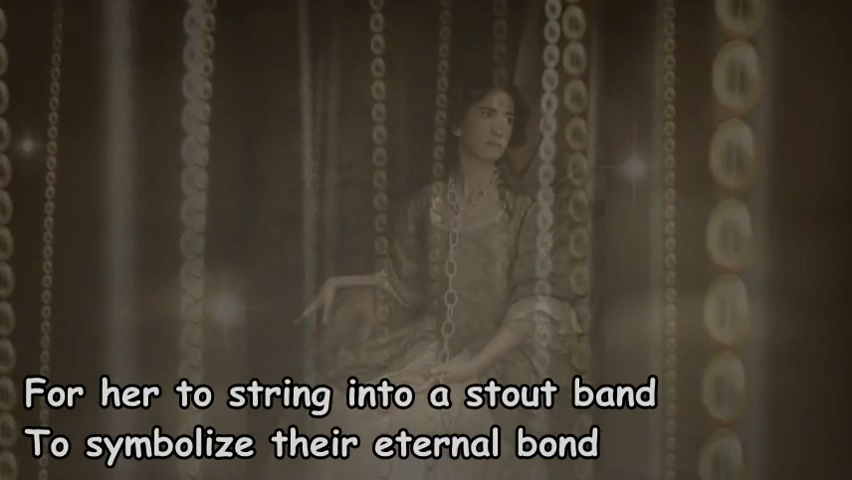 For her to string into a stout band
To symbolize their eternal bond